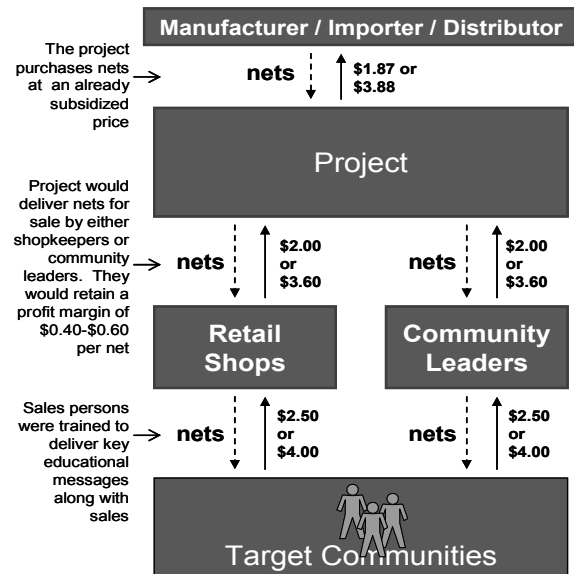 Manufacturer / Importer / Distributor
The project
purchases nets
at an already
subsidized
price
nets
$1.87 or
$3.88
Project
Project would
deliver nets for
sale by either
shopkeepers or
community
leaders. They
would retain a
profit margin of
$0.40-$0.60
per net
nets
$2.00
or
$3.60
nets
$2.00
or
$3.60
Retail
Shops
Community
Leaders
Sales persons
were trained to
deliver key
educational
messages
along with
sales
nets
$2.50
or
$4.00
nets
$2.50
or
$4.00
Target Communities